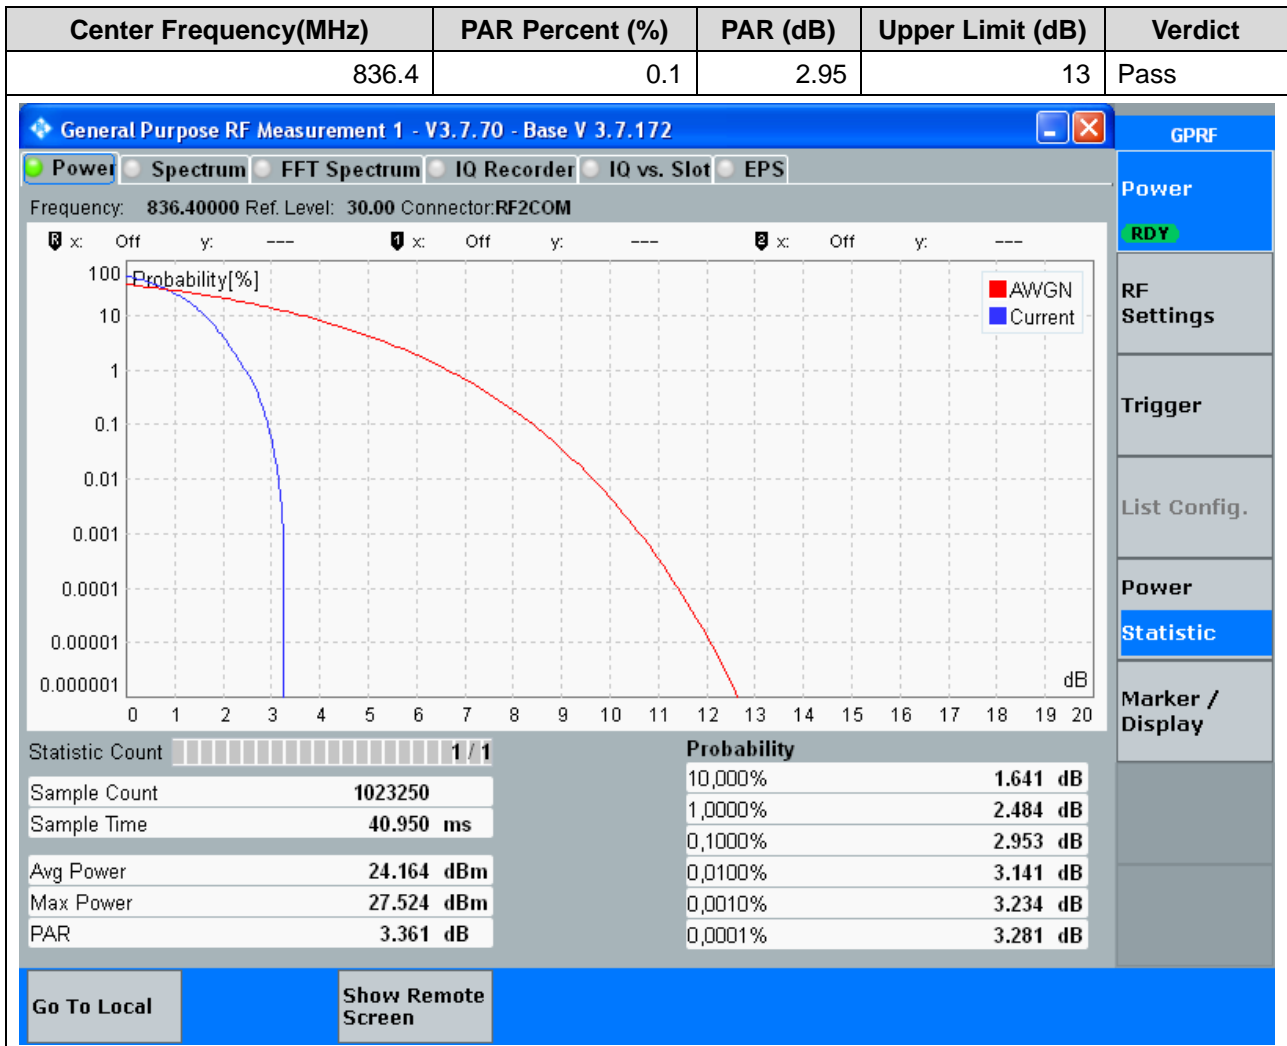 Center Frequency(MHz) PAR Percent (%) PAR (dB) Upper Limit (dB) Verdict
836.4 0.1 2.95 13 Pass
General Purpose RF Measurement 1 - V3.7.70 - Base V 3.7.172
GPRF
Power Spectrum FFT Spectrum IQ Recorder IQ vs. Slot EPS
Power
RDY
Frequency: 836.40000 Ref. Level: 30.00 Connector:RF2COM
R x: Off y: --- 1 x: Off y: --- 2 x: Off y: ---
Probability[%]
AWGN
Current
100
10
1
0.1
0.01
0.001
0.0001
0.00001
0.000001
dB
0 1 2 3 4 5 6 7 8 9 10 11 12 13 14 15 16 17 18 19 20
RF
Settings
Trigger
List Config.
Power
Statistic
Marker /
Display
Statistic Count 1 / 1
Sample Count 1023250
Sample Time 40.950 ms
Avg Power 24.164 dBm
Max Power 27.524 dBm
PAR 3.361 dB
Probability
10,000% 1.641 dB
1,0000% 2.484 dB
0,1000% 2.953 dB
0,0100% 3.141 dB
0,0010% 3.234 dB
0,0001% 3.281 dB
Go To Local
Show Remote
Screen